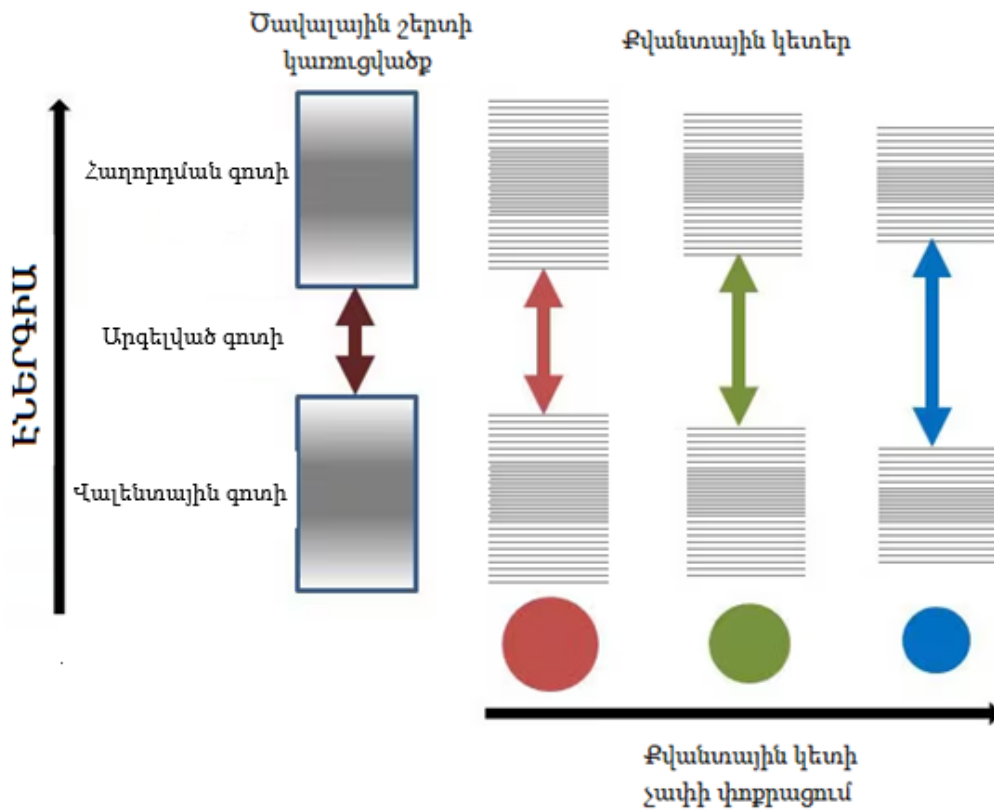 Ծավալային շերտի
կառուցվածք
Քվանտային կետեր
Հաղորդման գոտի
Արգելված գոտի
Վալենտային գոտի
ԷՆԵՐԳԻԱ
Քվանտային կետի
չափի փոքրացում